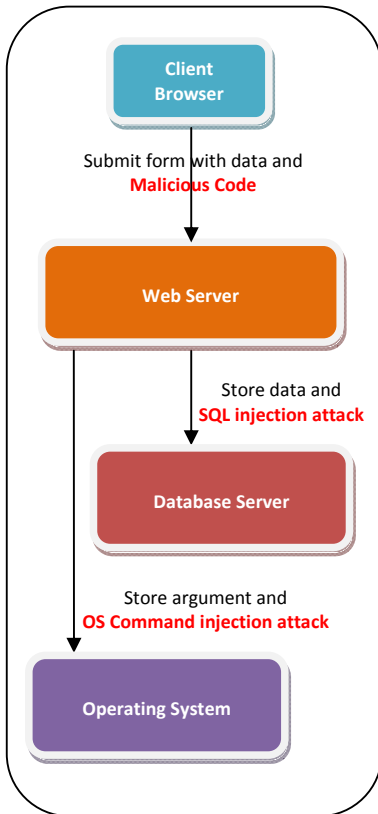 Client
Browser
Submit form with data and
Malicious Code
Web Server
Store data and
SQL injection attack
Database Server
Store argument and
OS Command injection attack
Operating System